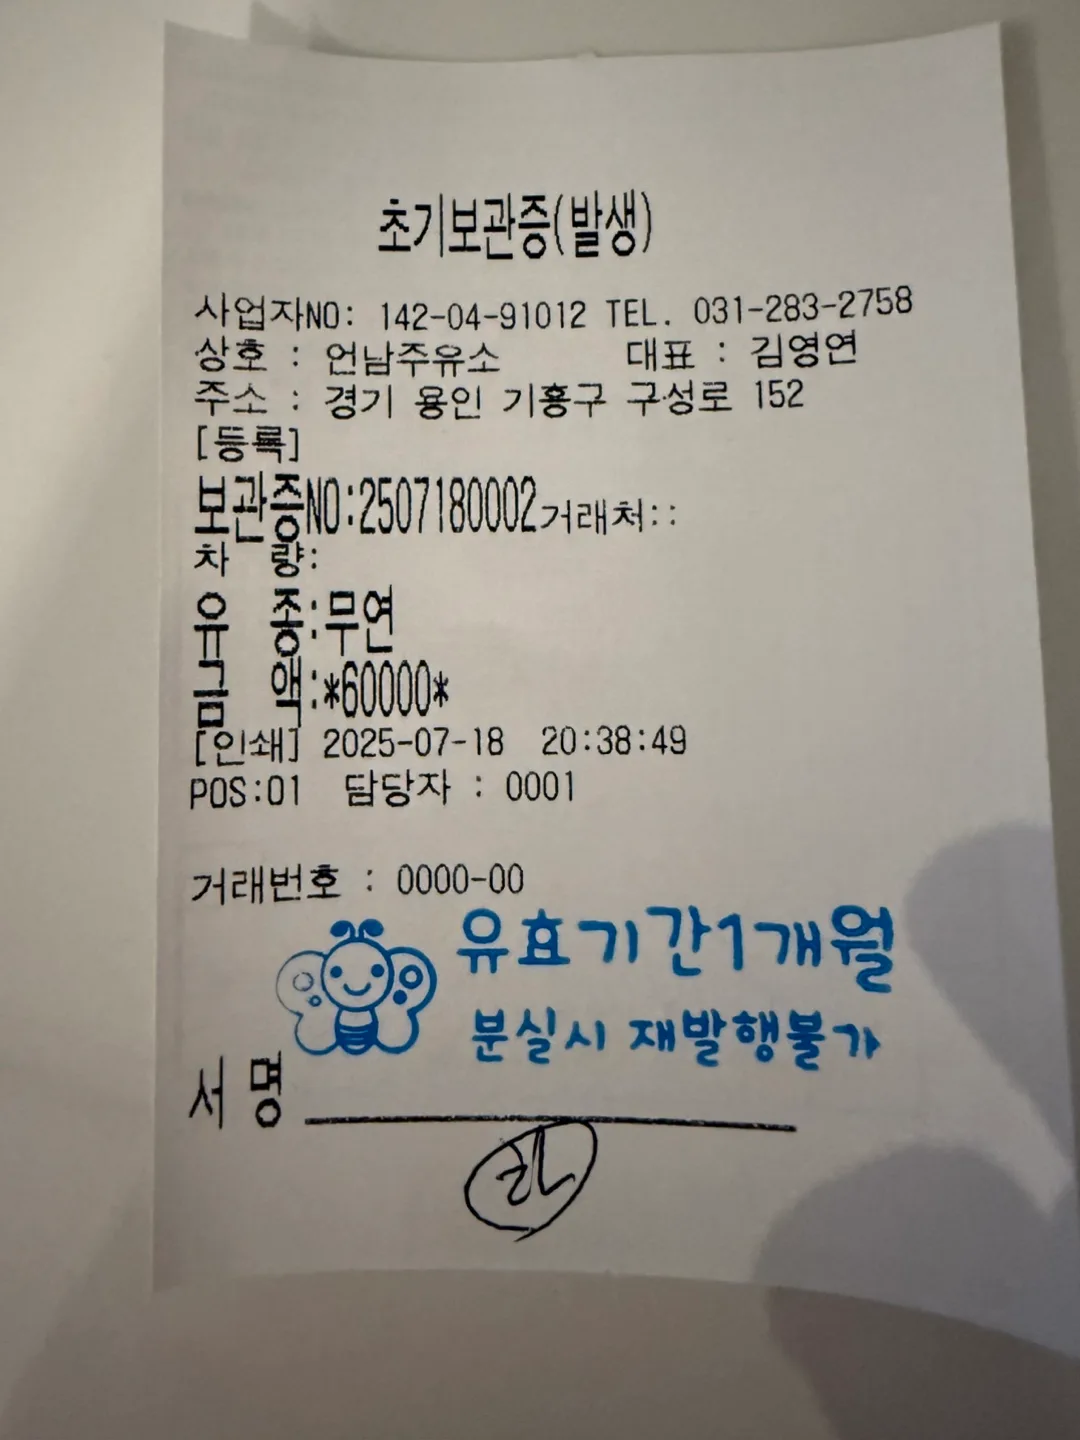 초기보관증(발생)
사업자NO: 142-04-91012 TEL. 031-283-2758
상호 : 언남주유소 대표 : 김영연
주소 : 경기 용인 기흥구 구성로 152
[등록]
보관증NO:2507180002거래처::
차 량:
유 종:무연
금 액:*60000*
[인쇄] 2025-07-18 20:38:49
POS:01 담당자 : 0001
거래번호 : 0000-00
유효기간1개월
분실시 재발행불가
서 명